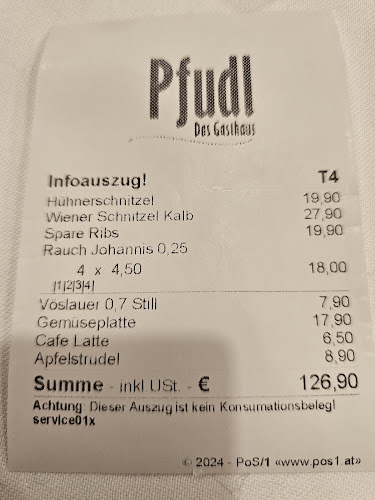 Pfudl
Das Gasthaus
Infoauszug! T4
Hühnerschnitzel 19,90
Wiener Schnitzel Kalb 27,90
Spare Ribs 19,90
Rauch Johannis 0,25
4 x 4,50 18,00
|1|2|3|4|
Vöslauer 0,7 Still 7,90
Gemüseplatte 17,90
Cafe Latte 6,50
Apfelstrudel 8,90
Summe - inkl USt. - € 126,90
Achtung: Dieser Auszug ist kein Konsumationsbeleg!
service01x
© 2024 - PoS/1 «www.pos1.at»